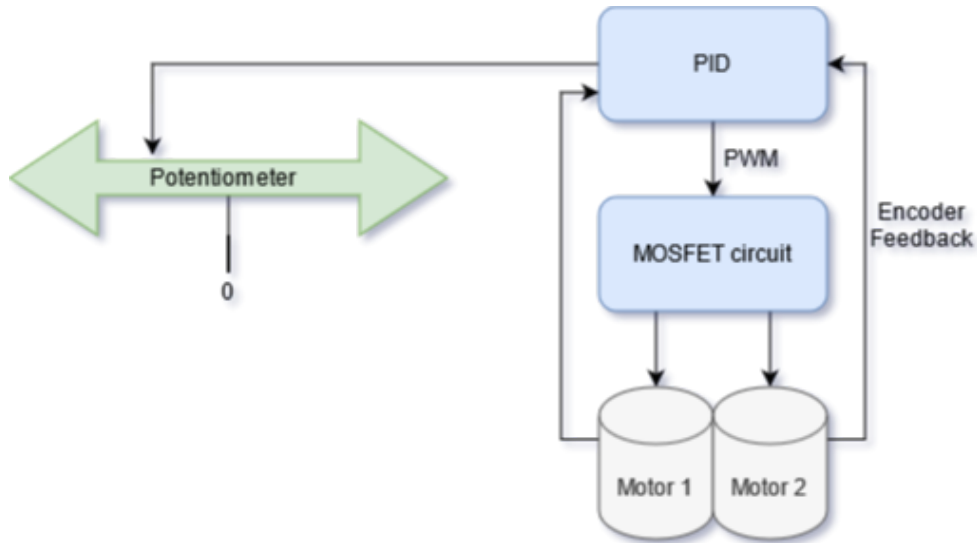 PID
Potentiometer
PWM
Encoder
Feedback
MOSFET circuit
0
Motor 1
Motor 2